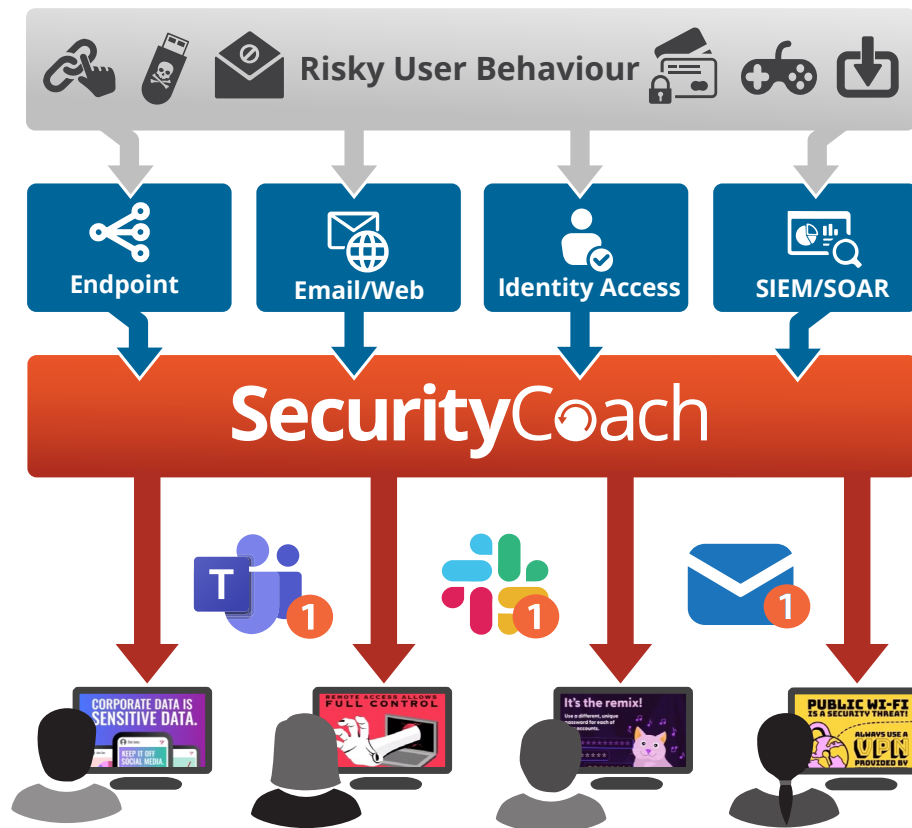 Risky User Behaviour
Endpoint
Email/Web
Identity Access
SIEM/SOAR
SecurityCoach
T
1
1
1
CORPORATE DATA IS
SENSITIVE DATA.
KEEP IT OFF
SOCIAL MEDIA.
REMOTE ACCESS ALLOWS
FULL CONTROL
It's the remix!
Use a different, unique
password for each of
accounts.
PUBLIC WI-FI
IS A SECURITY THREAT!
ALWAYS USE A
VPN
PROVIDED BY